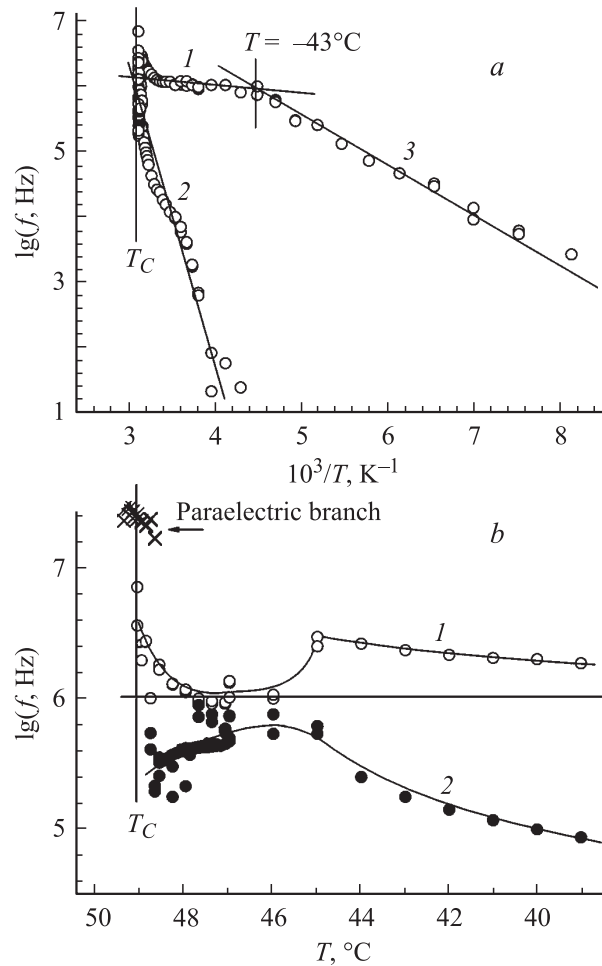 7
T = –43°C
1
a
lg(f, Hz)
5
3
2
T_C
3
1
3 4 5 6 7 8
10³/T, K⁻¹
Paraelectric branch
b
7
1
lg(f, Hz)
6
2
5
T_C
50 48 46 44 42 40
T, °C